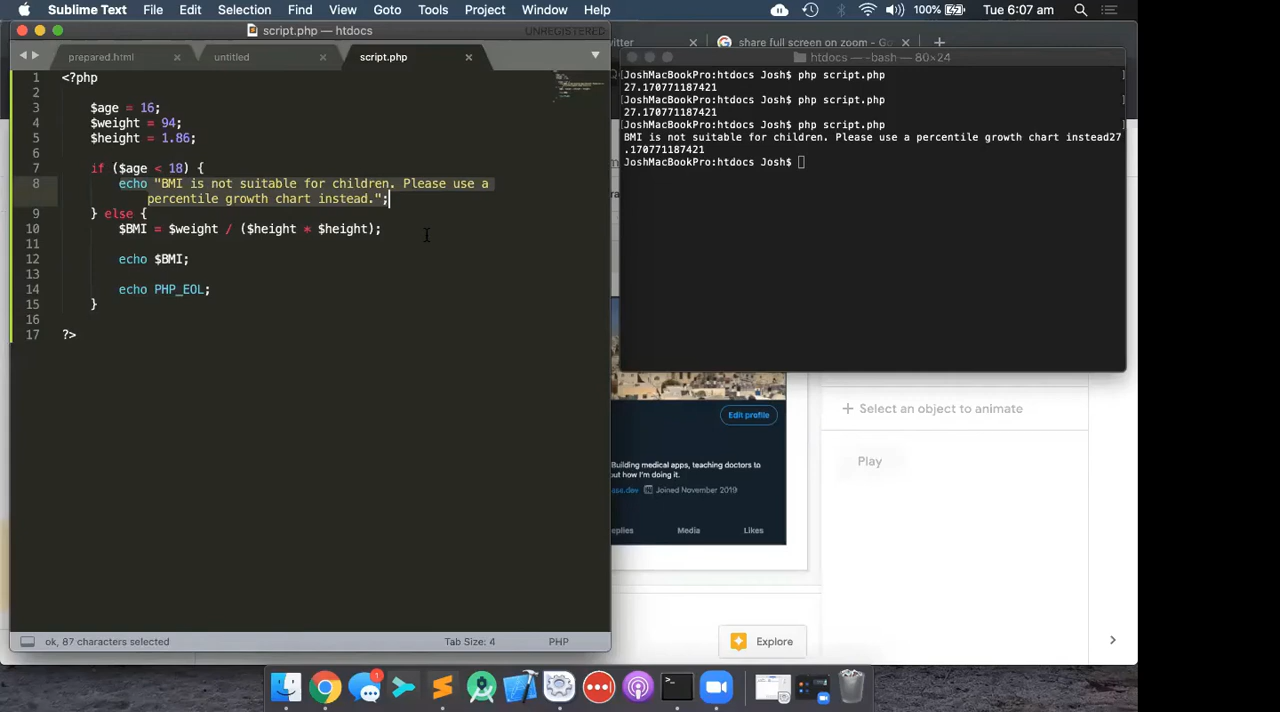 Sublime Text File Edit Selection Find View Goto Tools Project Window Help 100% Tue 6:07 am
script.php — htdocs UNREGISTERED
prepared.html untitled script.php
1 <?php
2
3 $age = 16;
4 $weight = 94;
5 $height = 1.86;
6
7 if ($age < 18) {
8 echo "BMI is not suitable for children. Please use a
percentile growth chart instead.";
9 } else {
10 $BMI = $weight / ($height * $height);
11
12 echo $BMI;
13
14 echo PHP_EOL;
15 }
16
17 ?>
ok, 87 characters selected Tab Size: 4 PHP
itter share full screen on zoom - Go
htdocs — -bash — 80×24
[JoshMacBookPro:htdocs Josh$ php script.php ]
27.170771187421
[JoshMacBookPro:htdocs Josh$ php script.php ]
27.170771187421
[JoshMacBookPro:htdocs Josh$ php script.php ]
BMI is not suitable for children. Please use a percentile growth chart instead27
.170771187421
JoshMacBookPro:htdocs Josh$
Edit profile
Building medical apps, teaching doctors to
out how I'm doing it.
ase.dev Joined November 2019
eplies Media Likes
+ Select an object to animate
Play
Explore
1